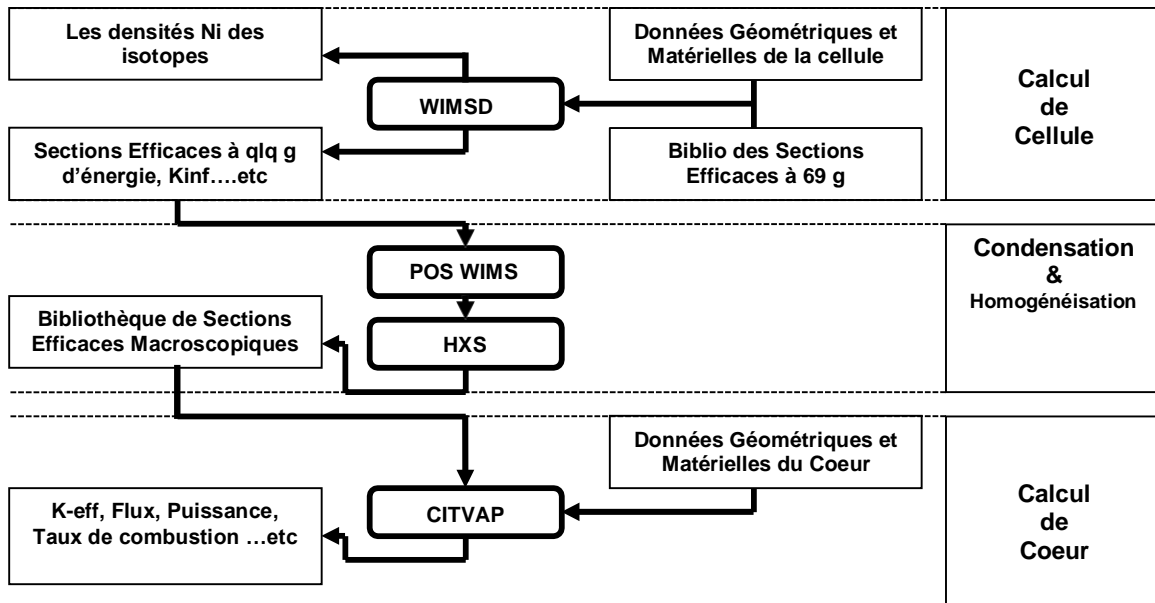 Les densités Ni des
isotopes
Données Géométriques et
Matérielles de la cellule
WIMSD
Calcul
de
Cellule
Sections Efficaces à qlq g
d'énergie, Kinf....etc
Biblio des Sections
Efficaces à 69 g
POS WIMS
Condensation
&
Homogénéisation
Bibliothèque de Sections
Efficaces Macroscopiques
HXS
Données Géométriques et
Matérielles du Coeur
K-eff, Flux, Puissance,
Taux de combustion ...etc
CITVAP
Calcul
de
Coeur